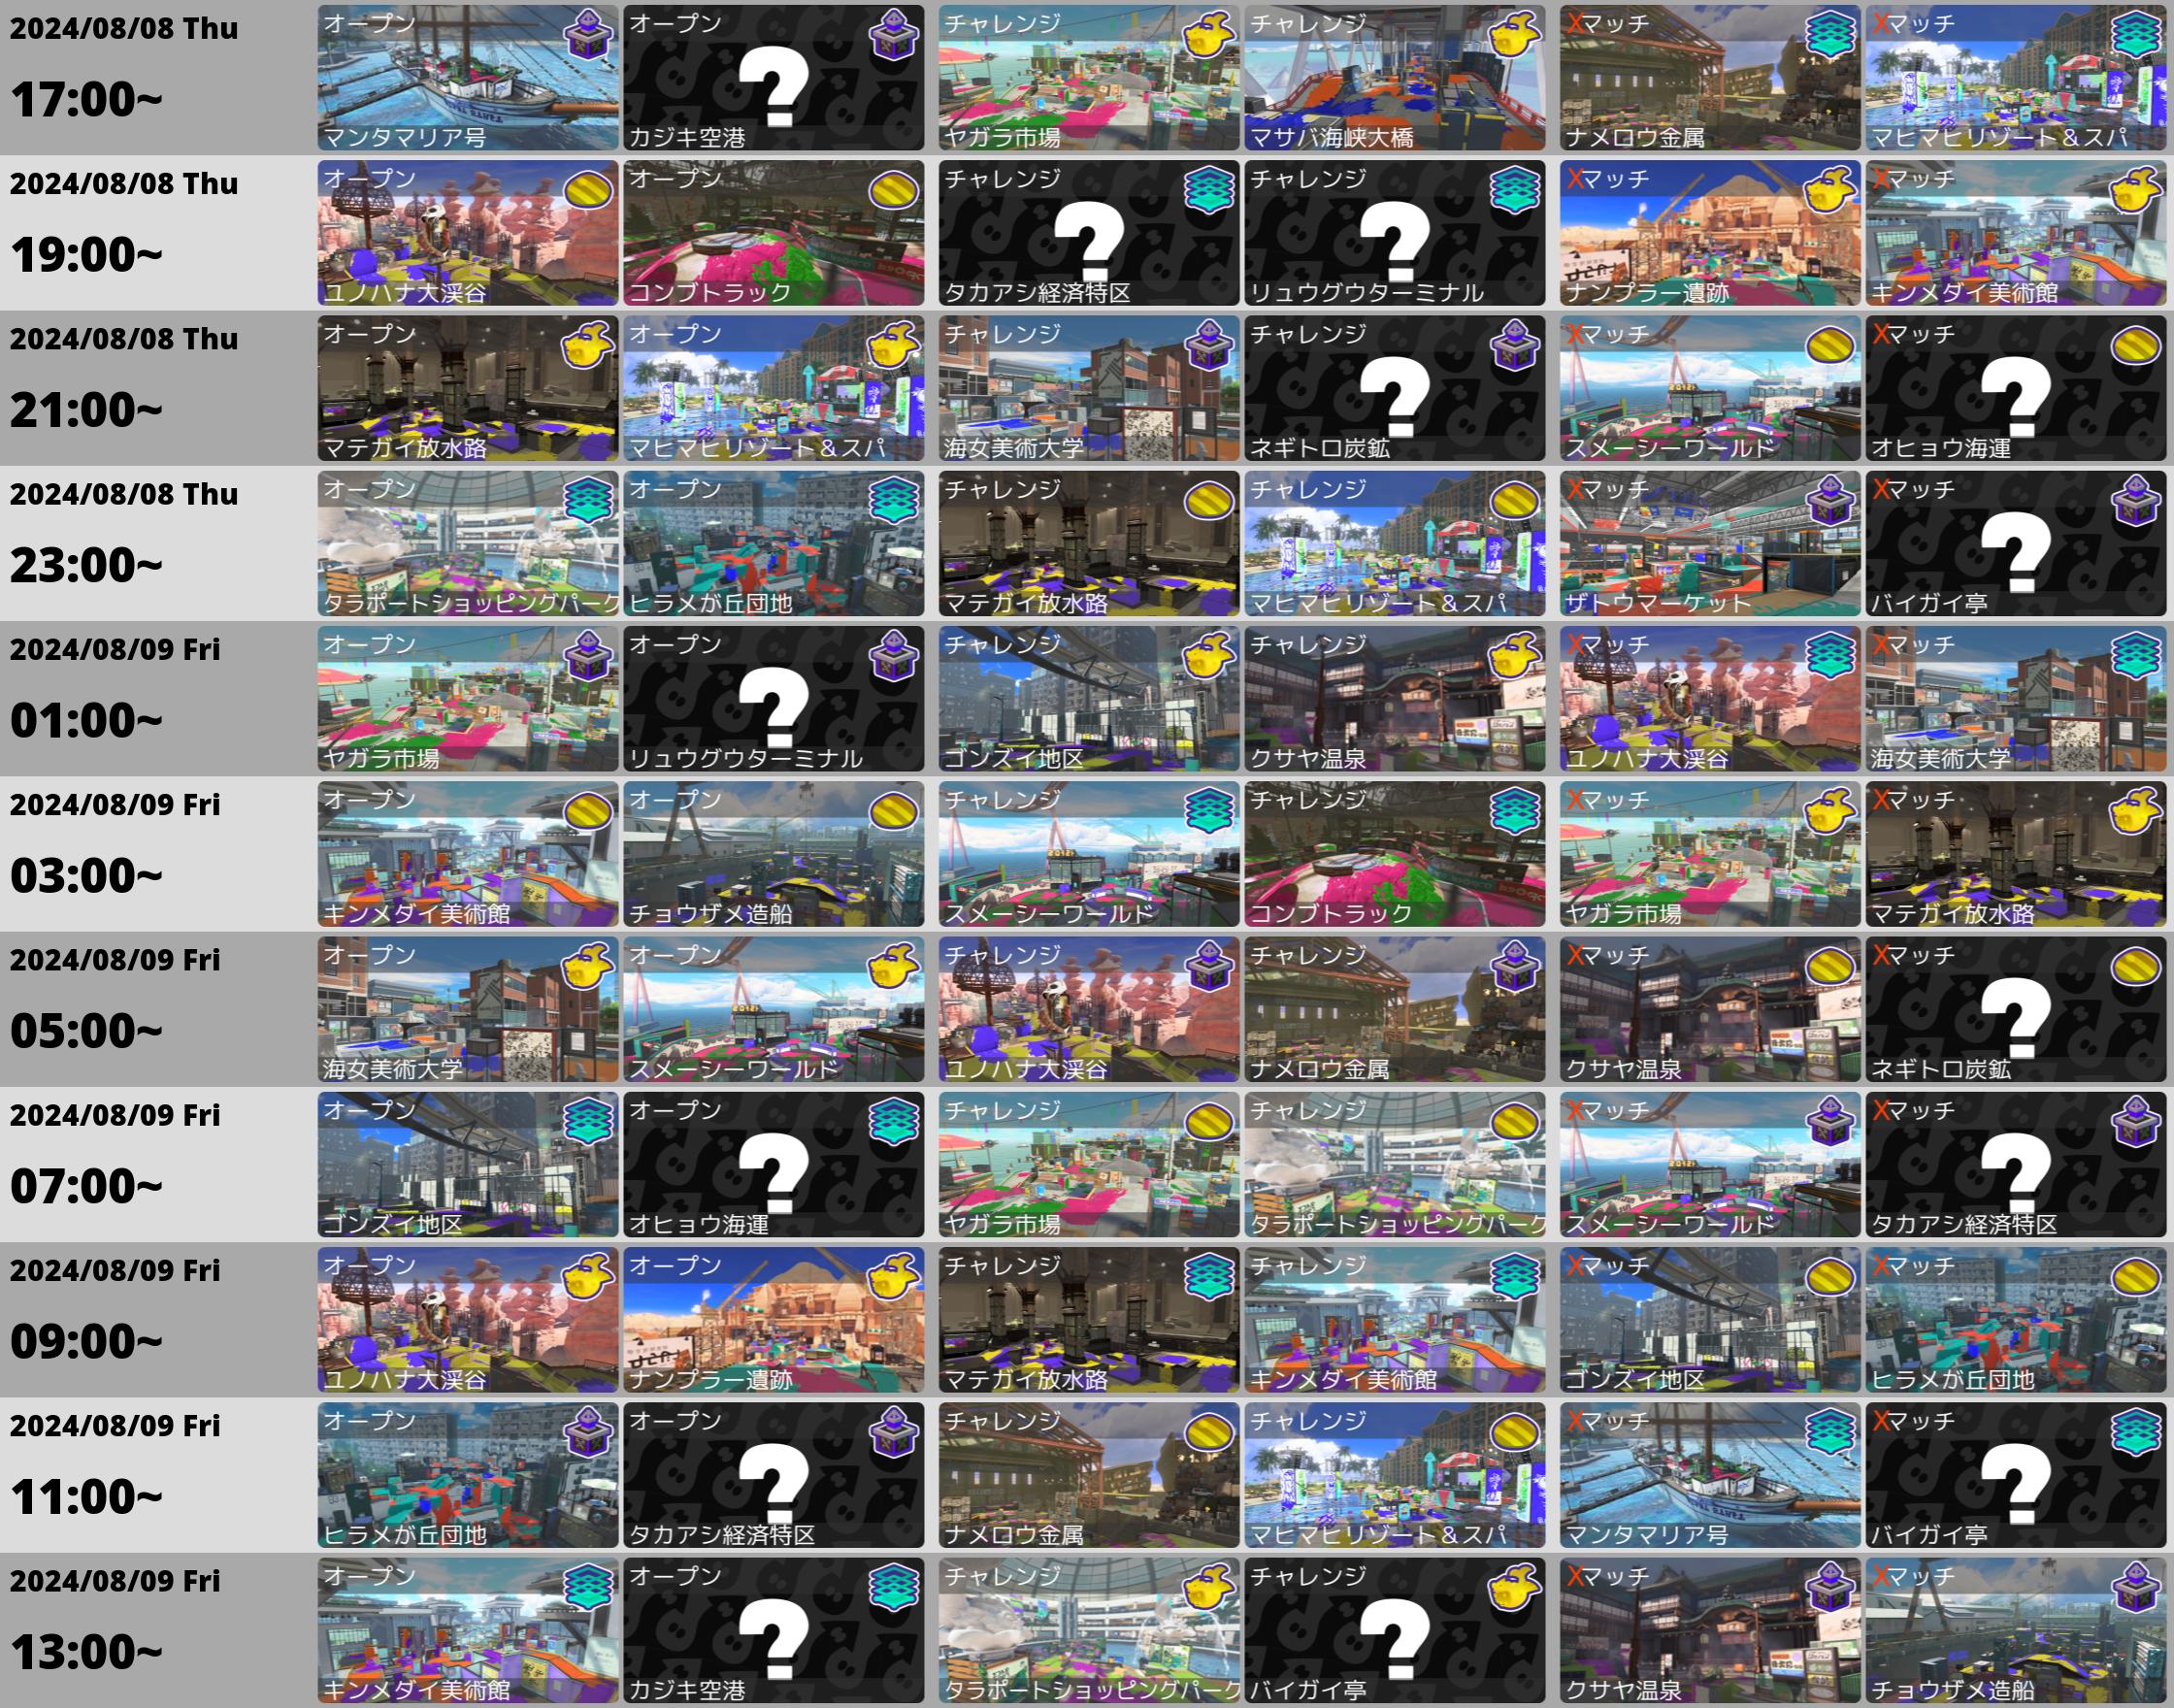 2024/08/08 Thu
17:00~
オープン
マンタマリア号
オープン
カジキ空港
チャレンジ
ヤガラ市場
チャレンジ
マサバ海峡大橋
Xマッチ
ナメロウ金属
Xマッチ
マヒマヒリゾート＆スパ
2024/08/08 Thu
19:00~
オープン
ユノハナ大渓谷
オープン
コンブトラック
チャレンジ
タカアシ経済特区
チャレンジ
リュウグウターミナル
Xマッチ
ナンプラー遺跡
Xマッチ
キンメダイ美術館
2024/08/08 Thu
21:00~
オープン
マテガイ放水路
オープン
マヒマヒリゾート＆スパ
チャレンジ
海女美術大学
チャレンジ
ネギトロ炭鉱
Xマッチ
スメーシーワールド
Xマッチ
オヒョウ海運
2024/08/08 Thu
23:00~
オープン
タラポートショッピングパーク
オープン
ヒラメが丘団地
チャレンジ
マテガイ放水路
チャレンジ
マヒマヒリゾート＆スパ
Xマッチ
ザトウマーケット
Xマッチ
バイガイ亭
2024/08/09 Fri
01:00~
オープン
ヤガラ市場
オープン
リュウグウターミナル
チャレンジ
ゴンズイ地区
チャレンジ
クサヤ温泉
Xマッチ
ユノハナ大渓谷
Xマッチ
海女美術大学
2024/08/09 Fri
03:00~
オープン
キンメダイ美術館
オープン
チョウザメ造船
チャレンジ
スメーシーワールド
チャレンジ
コンブトラック
Xマッチ
ヤガラ市場
Xマッチ
マテガイ放水路
2024/08/09 Fri
05:00~
オープン
海女美術大学
オープン
スメーシーワールド
チャレンジ
ユノハナ大渓谷
チャレンジ
ナメロウ金属
Xマッチ
クサヤ温泉
Xマッチ
ネギトロ炭鉱
2024/08/09 Fri
07:00~
オープン
ゴンズイ地区
オープン
オヒョウ海運
チャレンジ
ヤガラ市場
チャレンジ
タラポートショッピングパーク
Xマッチ
スメーシーワールド
Xマッチ
タカアシ経済特区
2024/08/09 Fri
09:00~
オープン
ユノハナ大渓谷
オープン
ナンプラー遺跡
チャレンジ
マテガイ放水路
チャレンジ
キンメダイ美術館
Xマッチ
ゴンズイ地区
Xマッチ
ヒラメが丘団地
2024/08/09 Fri
11:00~
オープン
ヒラメが丘団地
オープン
タカアシ経済特区
チャレンジ
ナメロウ金属
チャレンジ
マヒマヒリゾート＆スパ
Xマッチ
マンタマリア号
Xマッチ
バイガイ亭
2024/08/09 Fri
13:00~
オープン
キンメダイ美術館
オープン
カジキ空港
チャレンジ
タラポートショッピングパーク
チャレンジ
バイガイ亭
Xマッチ
クサヤ温泉
Xマッチ
チョウザメ造船